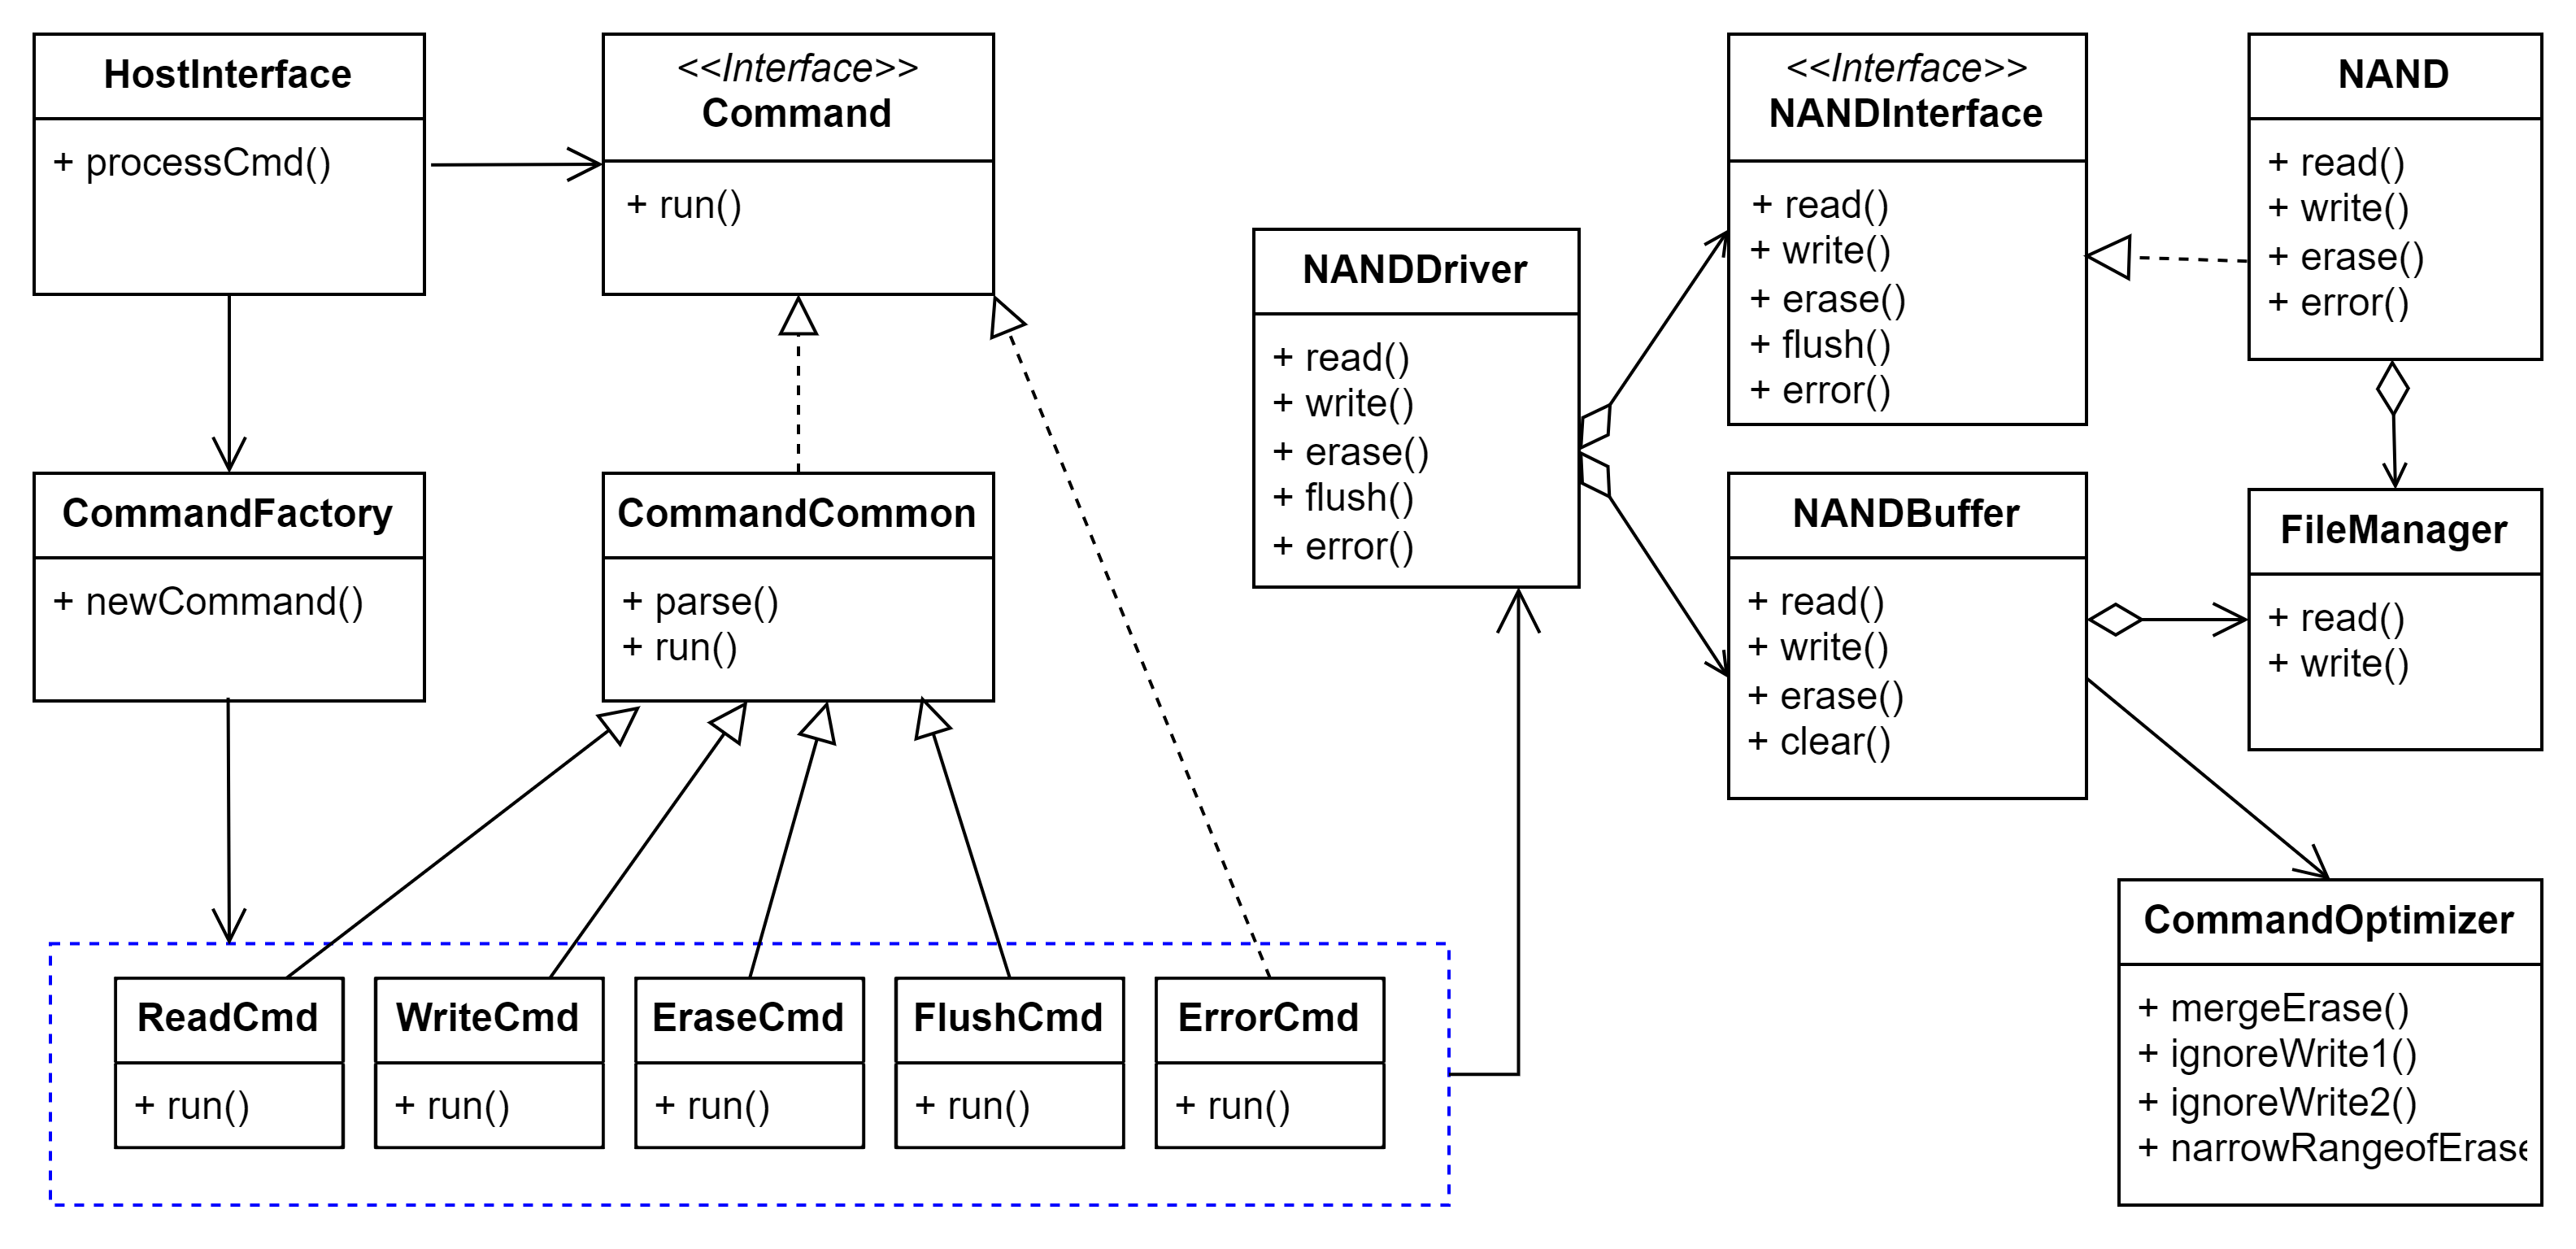 HostInterface
+ processCmd()
<<Interface>>
Command
+ run()
CommandFactory
+ newCommand()
CommandCommon
+ parse()
+ run()
ReadCmd
+ run()
WriteCmd
+ run()
EraseCmd
+ run()
FlushCmd
+ run()
ErrorCmd
+ run()
NANDDriver
+ read()
+ write()
+ erase()
+ flush()
+ error()
<<Interface>>
NANDInterface
+ read()
+ write()
+ erase()
+ flush()
+ error()
NAND
+ read()
+ write()
+ erase()
+ error()
NANDBuffer
+ read()
+ write()
+ erase()
+ clear()
FileManager
+ read()
+ write()
CommandOptimizer
+ mergeErase()
+ ignoreWrite1()
+ ignoreWrite2()
+ narrowRangeofErase